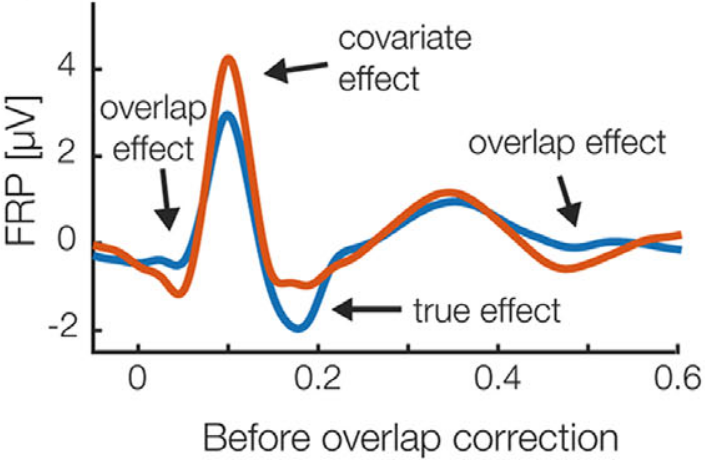 covariate
effect
overlap
effect
overlap effect
true effect
FRP [µV]
4
2
0
-2
0
0.2
0.4
0.6
Before overlap correction